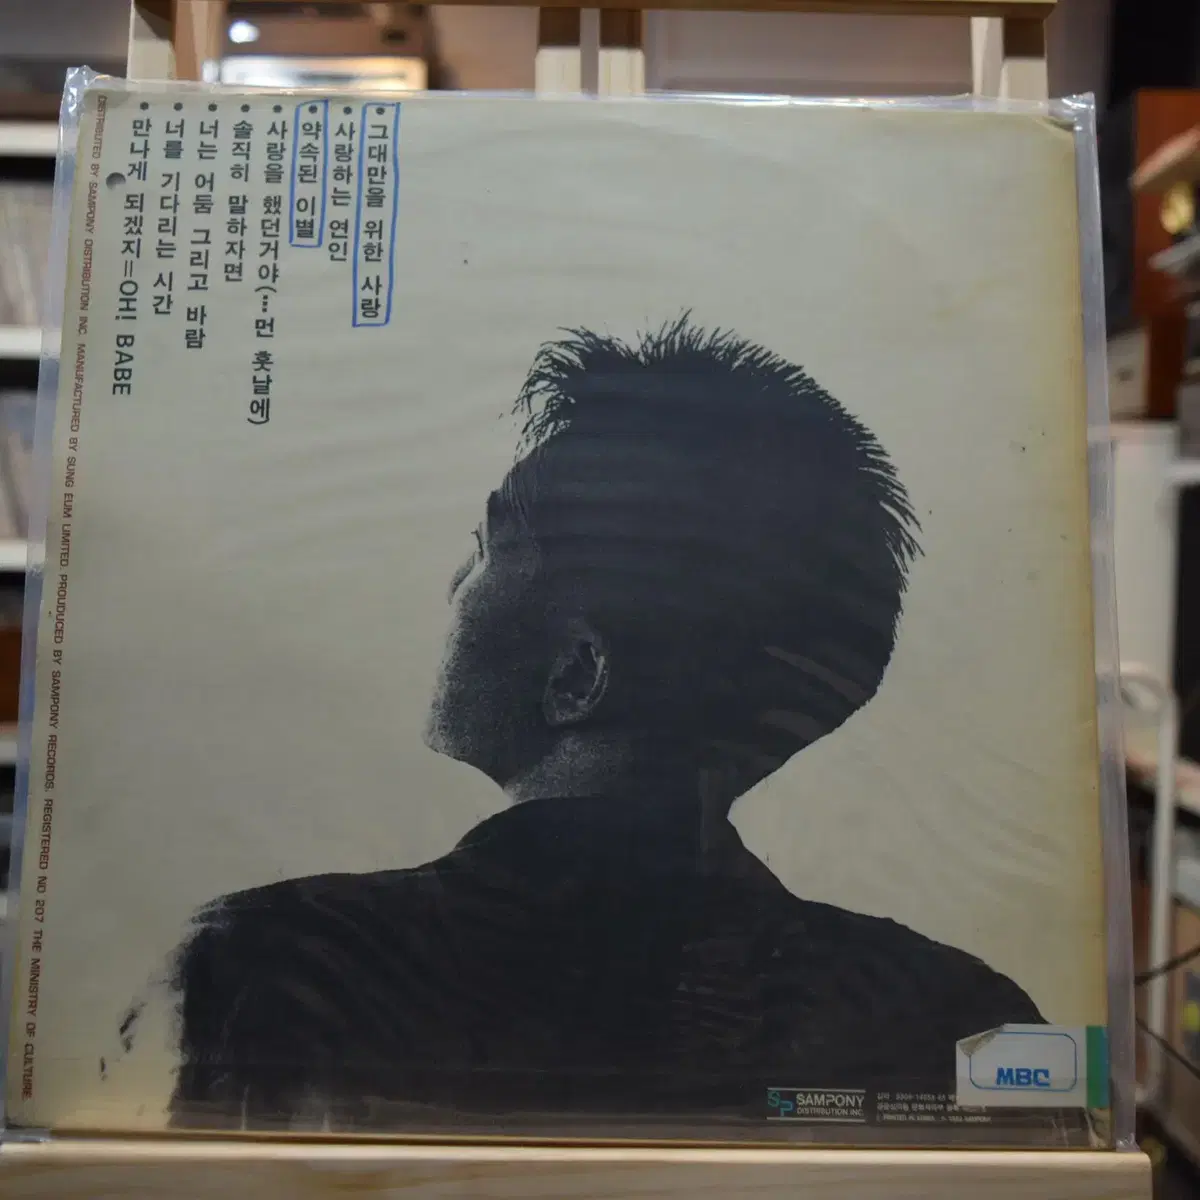 • 그대만을 위한 사랑
• 사랑하는 연인
• 약속된 이별
• 사랑을 했던거야(…먼 훗날에)
• 솔직히 말하자면
• 너는 어둠 그리고 바람
• 너를 기다리는 시간
• 만나게 되겠지=OH! BABE
DISTRIBUTED BY SAMPONY DISTRIBUTION INC. MANUFACTURED BY SUNG EUM LIMITED. PROUDUCED BY SAMPONY RECORDS. REGISTERED NO 207 THE MINISTRY OF CULTURE.
SP SAMPONY
DISTRIBUTION INC.
MBC